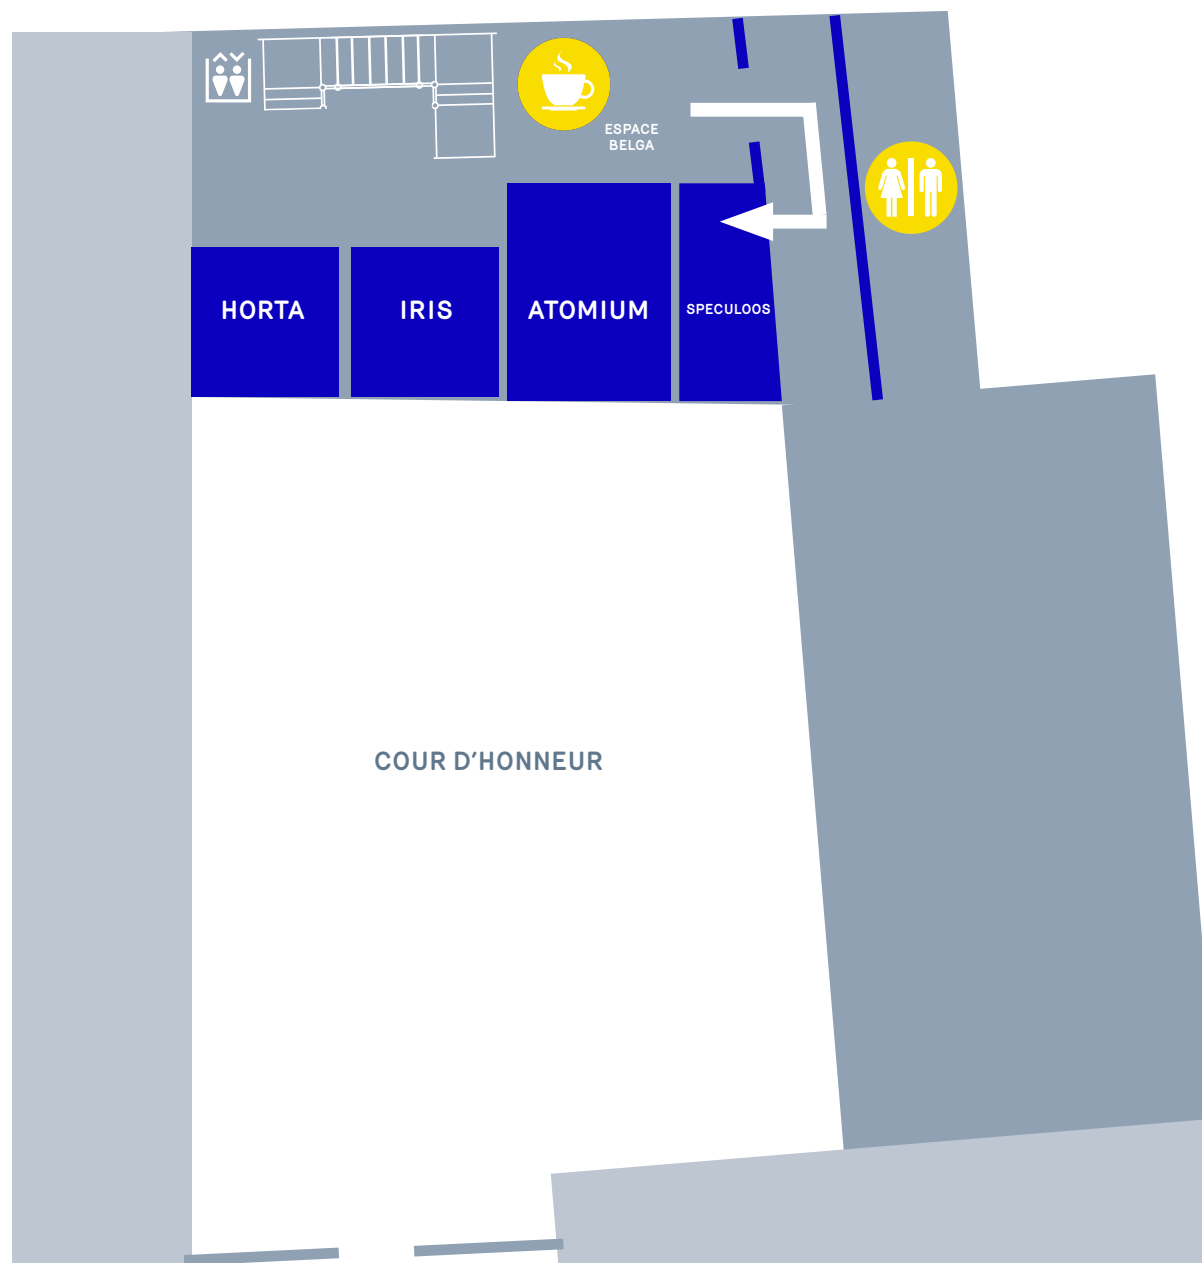 ESPACE
BELGA
HORTA
IRIS
ATOMIUM
SPECULOOS
COUR D’HONNEUR